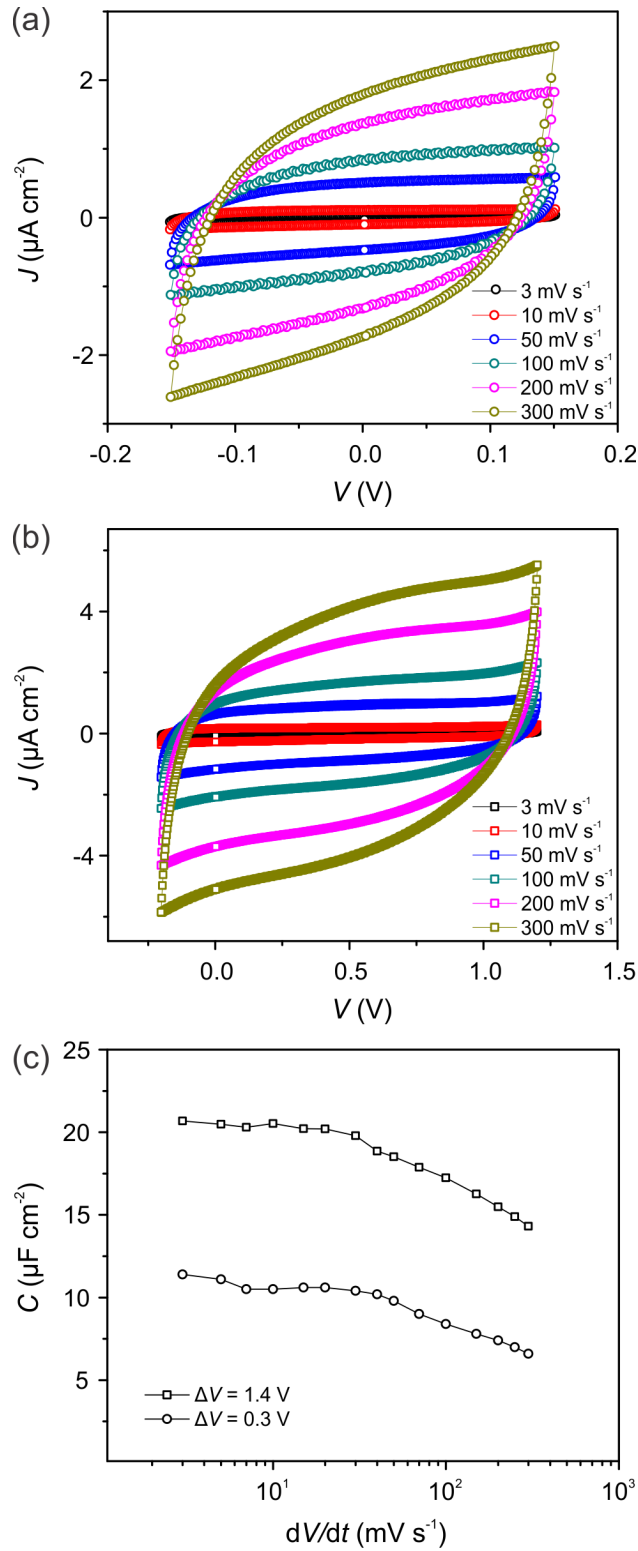 (a)
2
0
-2
J (µA cm⁻²)
3 mV s⁻¹
10 mV s⁻¹
50 mV s⁻¹
100 mV s⁻¹
200 mV s⁻¹
300 mV s⁻¹
-0.2 -0.1 0.0 0.1 0.2
V (V)
(b)
4
0
-4
J (µA cm⁻²)
3 mV s⁻¹
10 mV s⁻¹
50 mV s⁻¹
100 mV s⁻¹
200 mV s⁻¹
300 mV s⁻¹
0.0 0.5 1.0 1.5
V (V)
(c)
25
20
15
10
5
C (µF cm⁻²)
ΔV = 1.4 V
ΔV = 0.3 V
10¹ 10² 10³
dV/dt (mV s⁻¹)